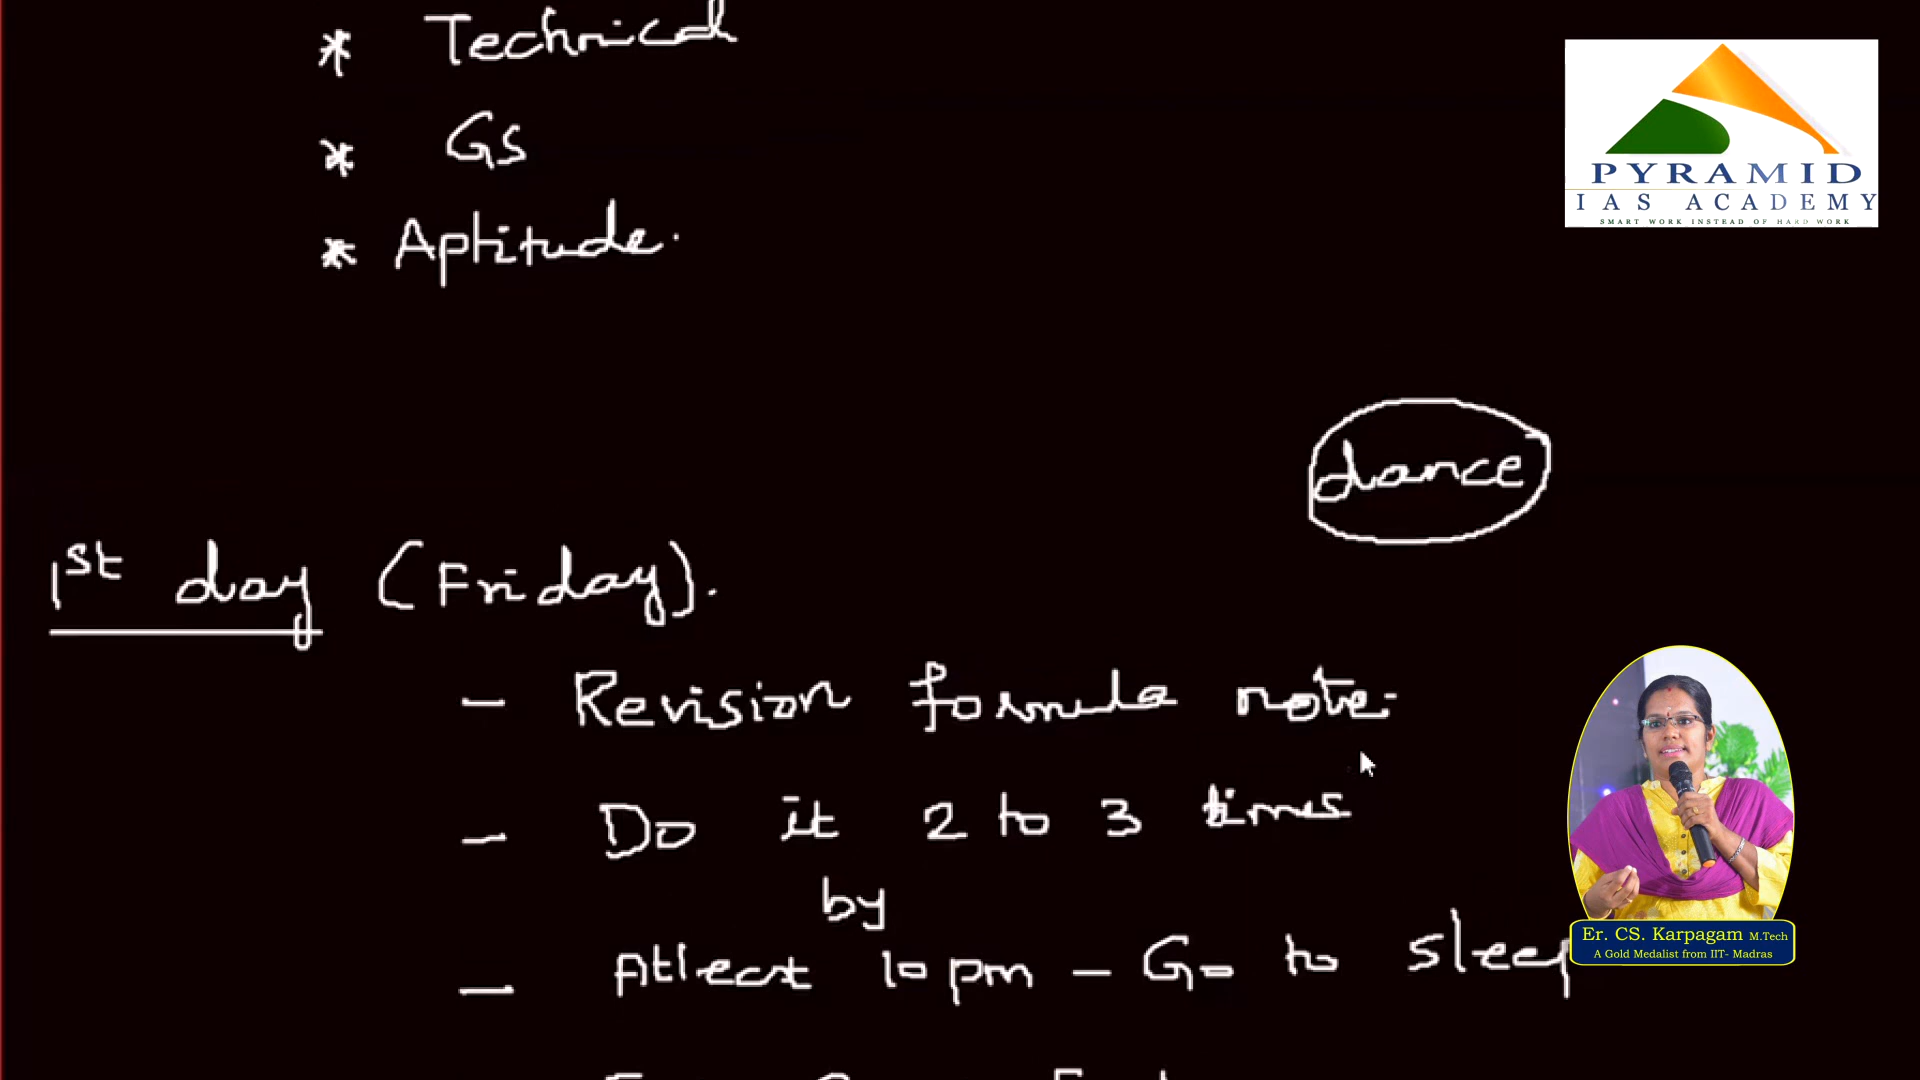 * Technical
* GS
* Aptitude.
PYRAMID
IAS ACADEMY
SMART WORK INSTEAD OF HARD WORK
dance
1st day (Friday).
- Revision formula note.
- Do it 2 to 3 times
by
- Atleast 10 pm - Go to sleep
Er. CS. Karpagam M.Tech
A Gold Medalist from IIT- Madras